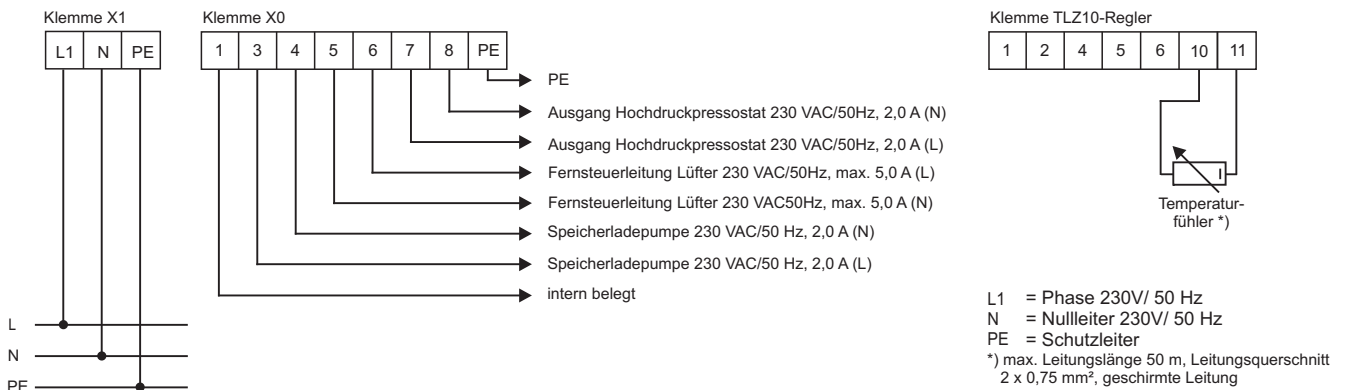 Klemme X1
L1 N PE
Klemme X0
1 3 4 5 6 7 8 PE
PE
Ausgang Hochdruckpressostat 230 VAC/50Hz, 2,0 A (N)
Ausgang Hochdruckpressostat 230 VAC/50Hz, 2,0 A (L)
Fernsteuerleitung Lüfter 230 VAC/50Hz, max. 5,0 A (L)
Fernsteuerleitung Lüfter 230 VAC50Hz, max. 5,0 A (N)
Speicherladepumpe 230 VAC/50 Hz, 2,0 A (N)
Speicherladepumpe 230 VAC/50 Hz, 2,0 A (L)
intern belegt
L
N
PE
Klemme TLZ10-Regler
1 2 4 5 6 10 11
Temperatur-
fühler *)
L1 = Phase 230V/ 50 Hz
N = Nullleiter 230V/ 50 Hz
PE = Schutzleiter
*) max. Leitungslänge 50 m, Leitungsquerschnitt
2 x 0,75 mm², geschirmte Leitung